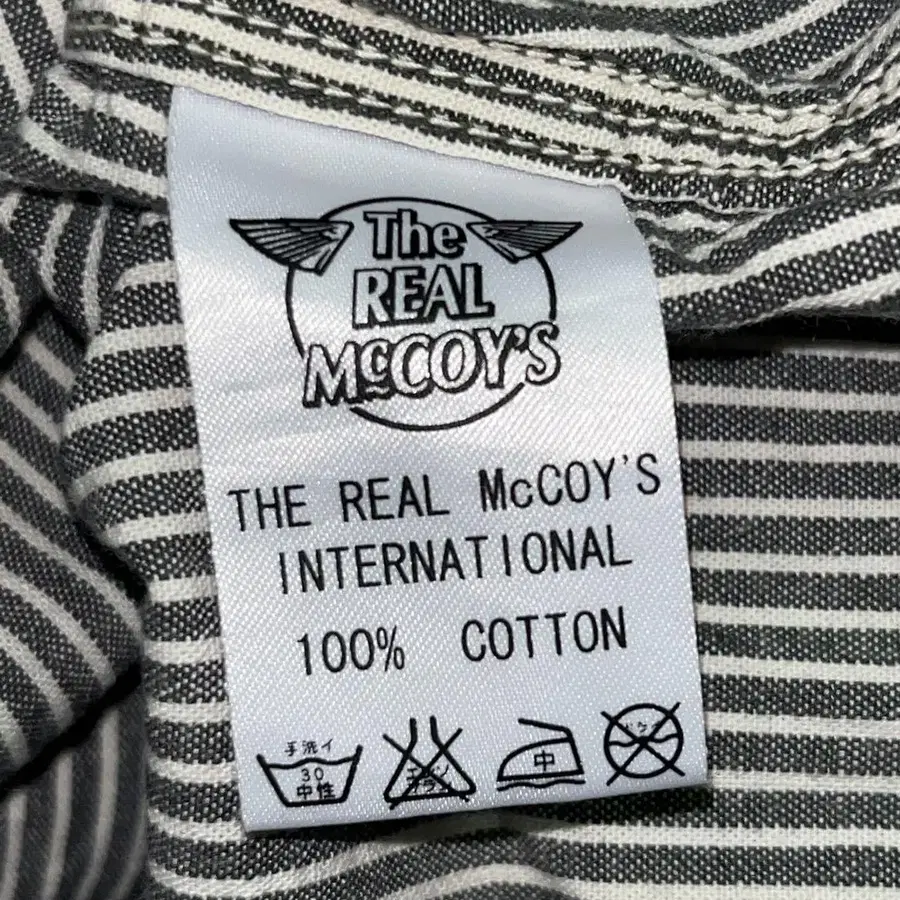 The
REAL
McCOY'S
THE REAL McCOY'S
INTERNATIONAL
100% COTTON
手洗イ
30
中性
中